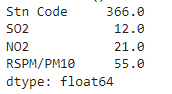 Stn Code     366.0
SO2           12.0
NO2           21.0
RSPM/PM10     55.0
dtype: float64